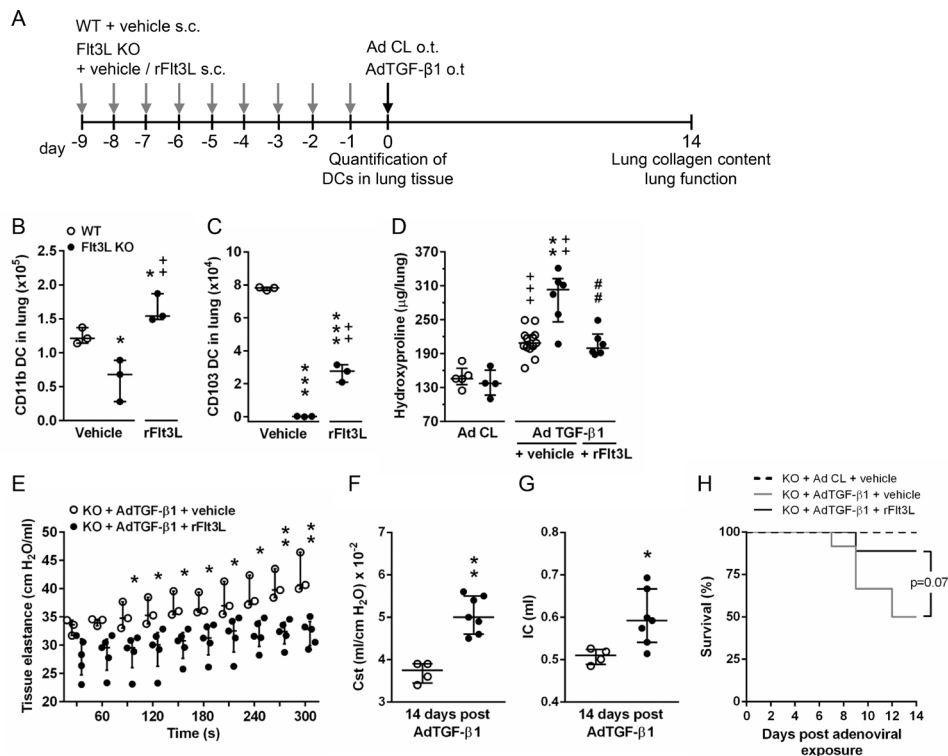 A
WT + vehicle s.c.
Flt3L KO
+ vehicle / rFlt3L s.c.
Ad CL o.t.
AdTGF-β1 o.t
day -9 -8 -7 -6 -5 -4 -3 -2 -1 0 14
Quantification of
DCs in lung tissue
Lung collagen content
lung function
B
WT
Flt3L KO
CD11b DC in lung (x10⁵)
2.5
2.0
1.5
1.0
0.5
0.0
*
* ++
Vehicle rFlt3L
C
CD103 DC in lung (x10⁴)
10
8
6
4
2
0
***
*** ++
Vehicle rFlt3L
D
Hydroxyproline (µg/lung)
370
310
250
190
130
70
+++
** ++
##
Ad CL Ad TGF-β1
+ vehicle + rFlt3L
E
KO + AdTGF-β1 + vehicle
KO + AdTGF-β1 + rFlt3L
Tissue elastance (cm H₂O/ml)
50
45
40
35
30
25
20
* * * * * * * ** **
60 120 180 240 300
Time (s)
F
Cst (ml/cm H₂O) x 10⁻²
7
6
5
4
3
**
14 days post
AdTGF-β1
G
IC (ml)
0.8
0.7
0.6
0.5
0.4
*
14 days post
AdTGF-β1
H
KO + Ad CL + vehicle
KO + AdTGF-β1 + vehicle
KO + AdTGF-β1 + rFlt3L
Survival (%)
100
50
0
p=0.07
0 2 4 6 8 10 12 14
Days post adenoviral
exposure